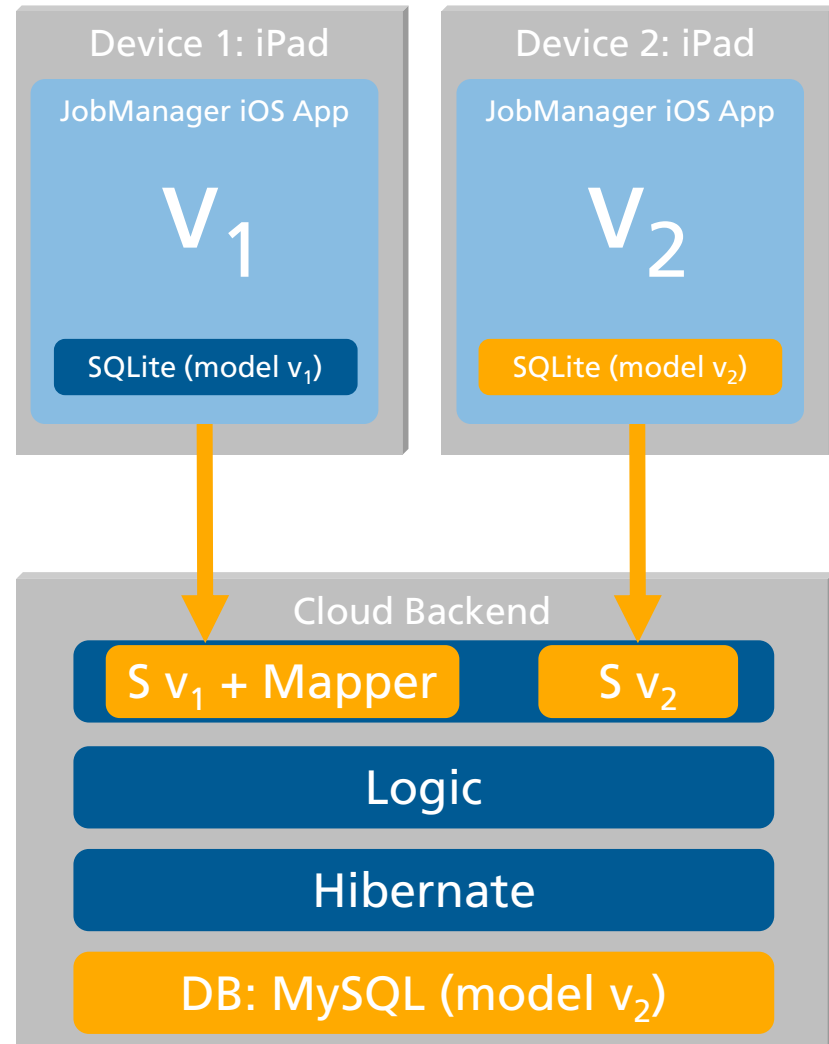 Device 1: iPad
JobManager iOS App
v₁
SQLite (model v₁)
Device 2: iPad
JobManager iOS App
v₂
SQLite (model v₂)
Cloud Backend
S v₁ + Mapper
S v₂
Logic
Hibernate
DB: MySQL (model v₂)